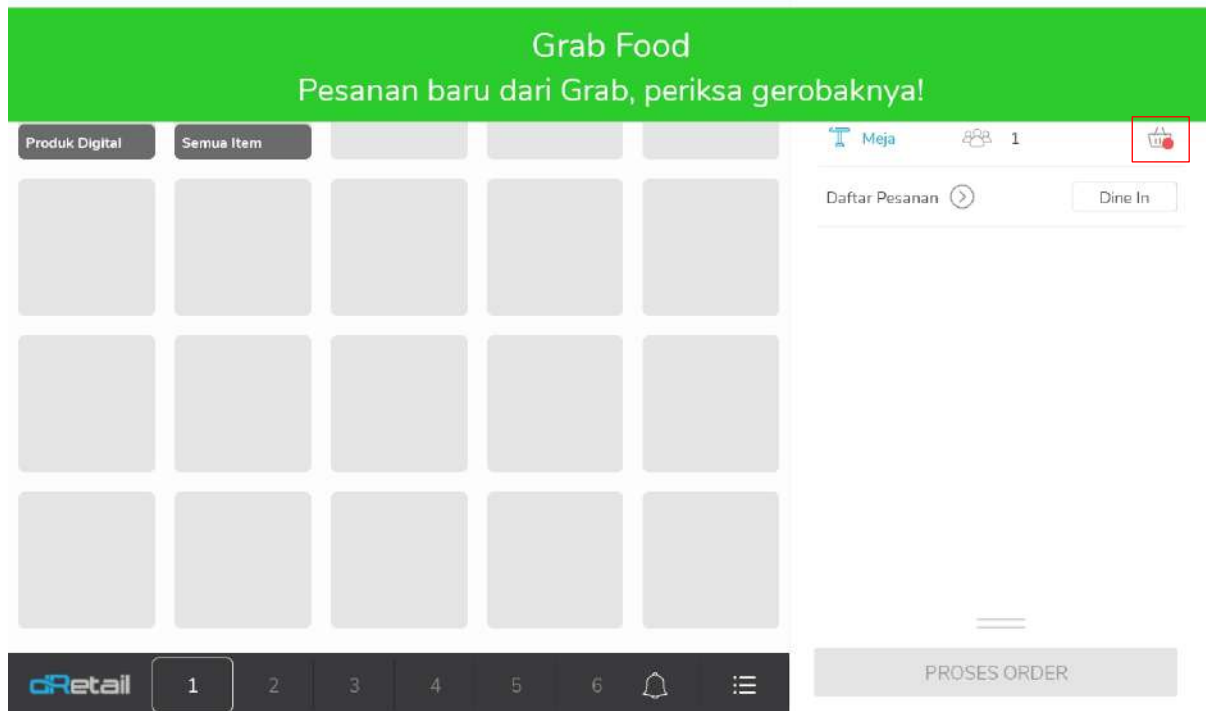 Grab Food
Pesanan baru dari Grab, periksa gerobaknya!
Produk Digital
Semua Item
Meja
1
Daftar Pesanan
Dine In
dRetail
1
2
3
4
5
6
PROSES ORDER